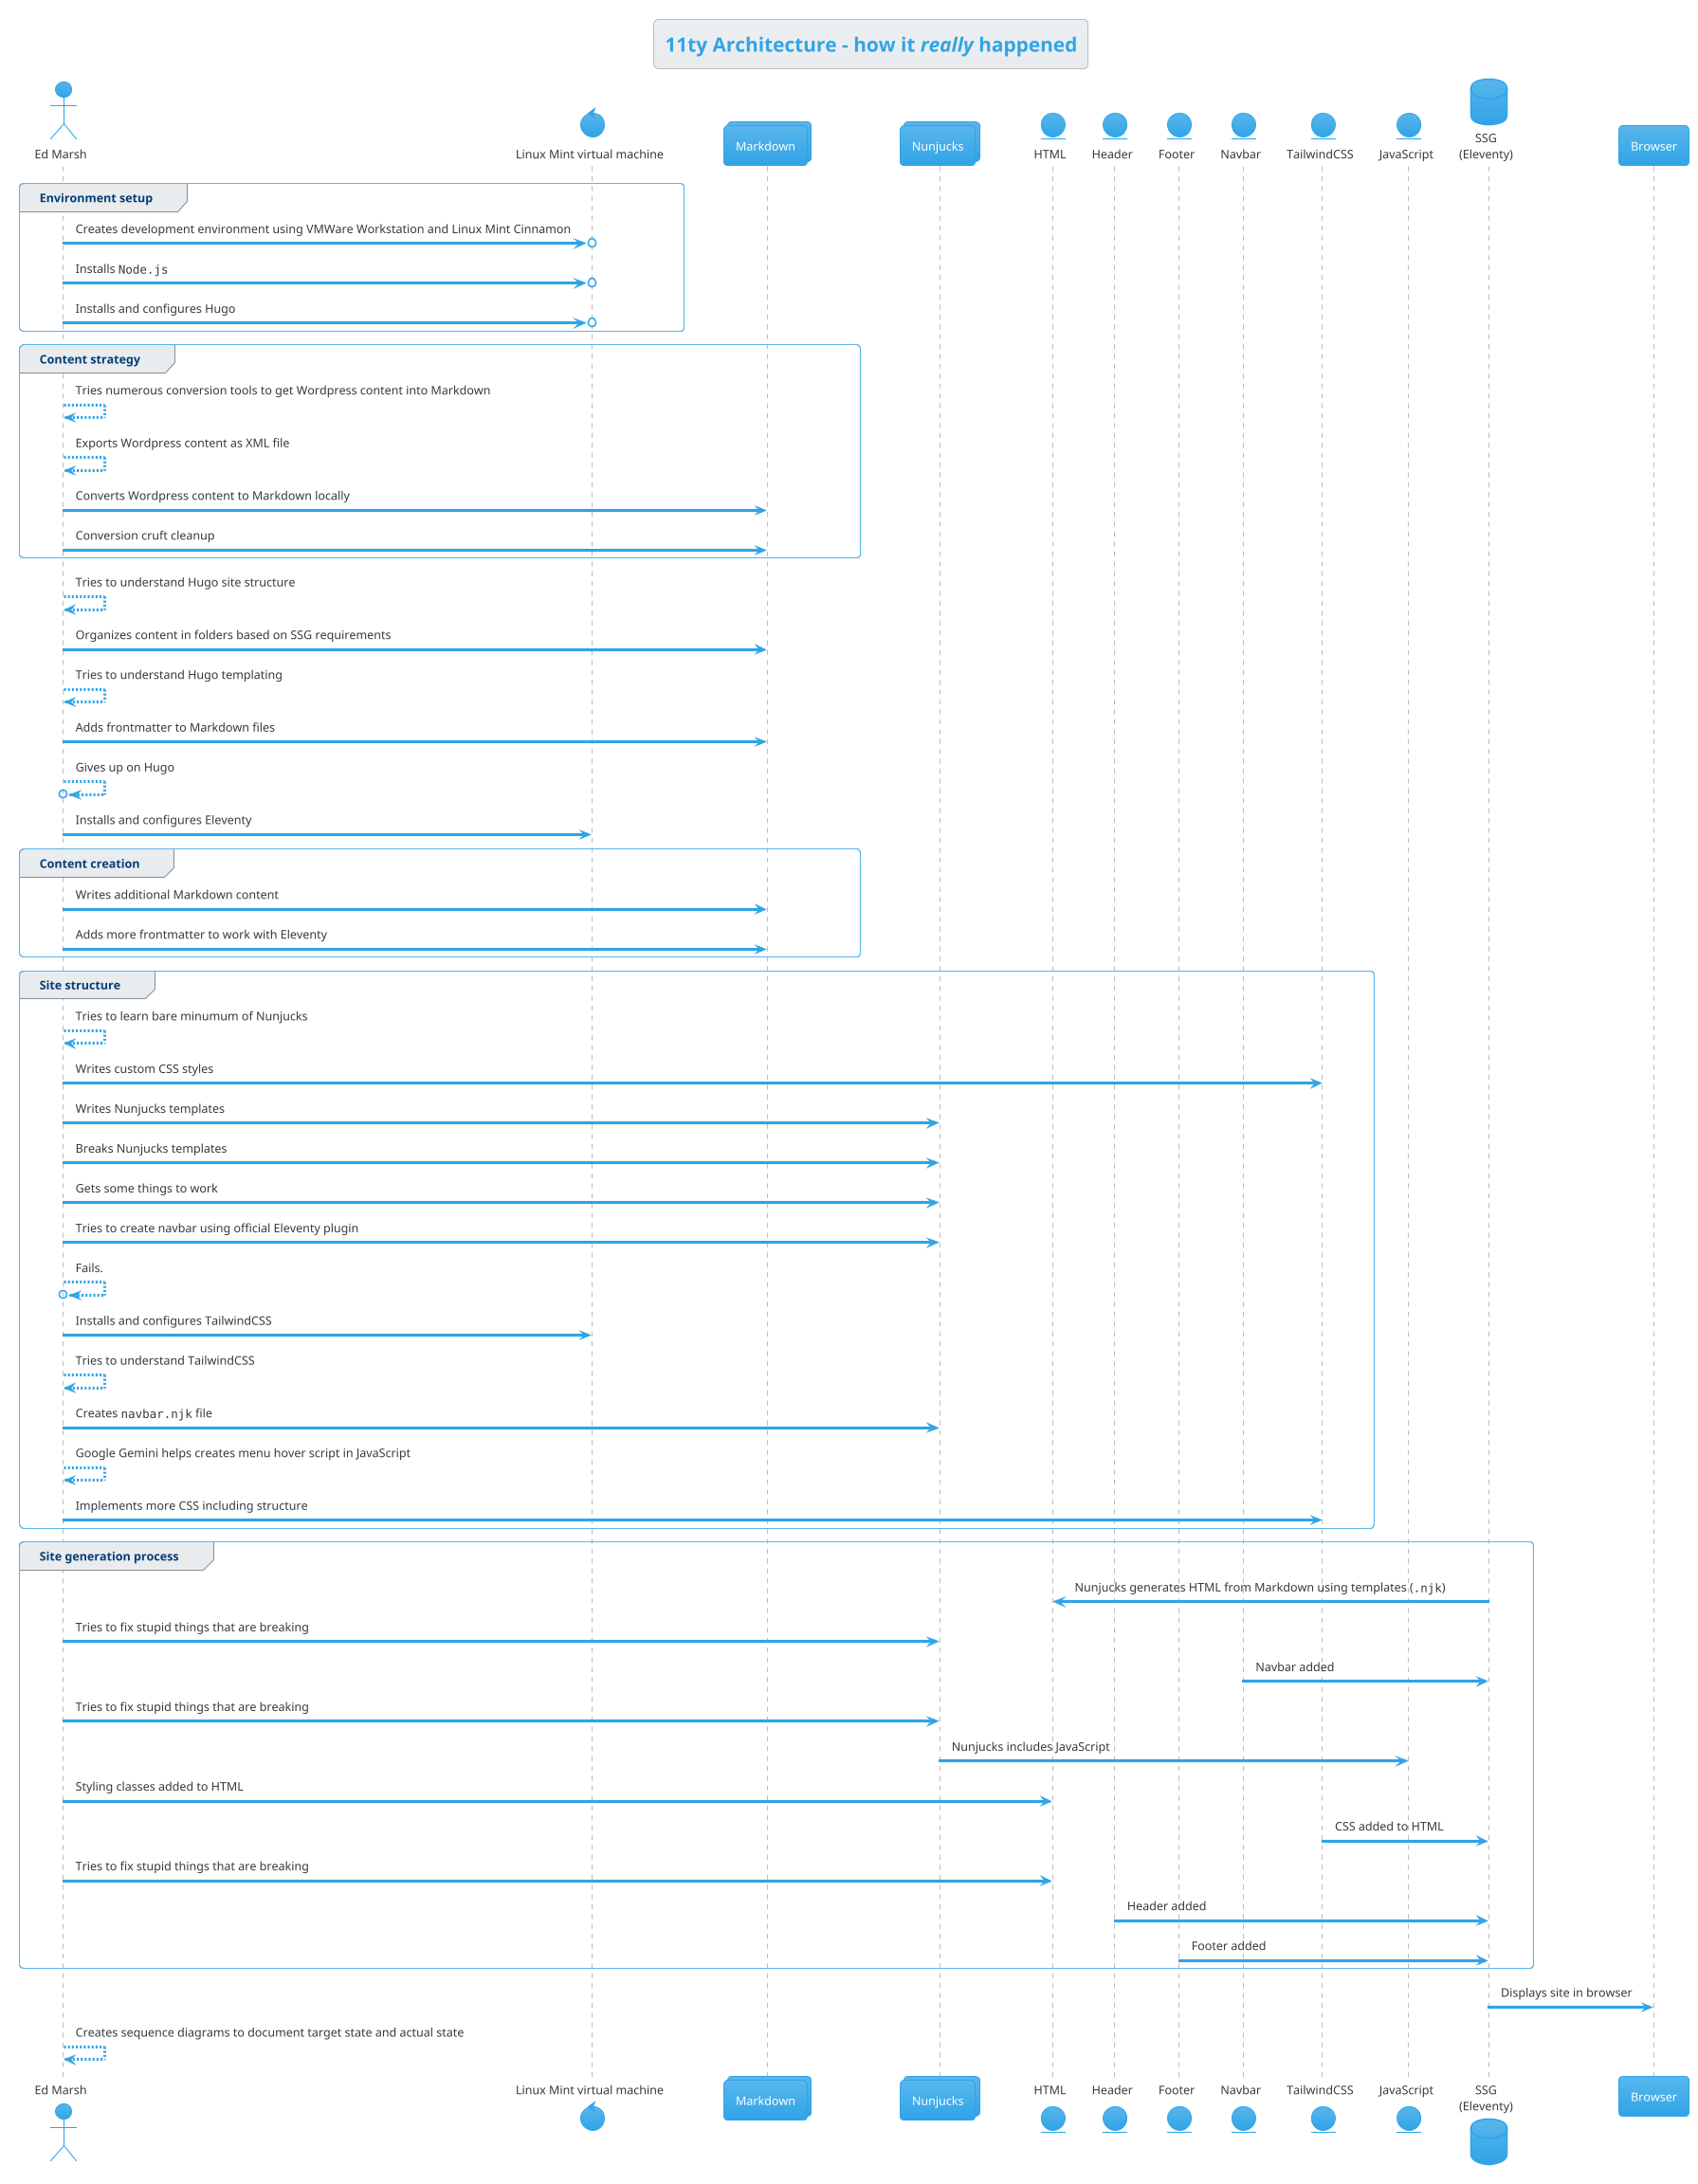 11ty Architecture - how it really happened
Ed Marsh
Linux Mint virtual machine
Markdown
Nunjucks
HTML
Header
Footer
Navbar
TailwindCSS
JavaScript
SSG
(Eleventy)
Browser
Environment setup
Creates development environment using VMWare Workstation and Linux Mint Cinnamon
Installs Node.js
Installs and configures Hugo
Content strategy
Tries numerous conversion tools to get Wordpress content into Markdown
Exports Wordpress content as XML file
Converts Wordpress content to Markdown locally
Conversion cruft cleanup
Tries to understand Hugo site structure
Organizes content in folders based on SSG requirements
Tries to understand Hugo templating
Adds frontmatter to Markdown files
Gives up on Hugo
Installs and configures Eleventy
Content creation
Writes additional Markdown content
Adds more frontmatter to work with Eleventy
Site structure
Tries to learn bare minumum of Nunjucks
Writes custom CSS styles
Writes Nunjucks templates
Breaks Nunjucks templates
Gets some things to work
Tries to create navbar using official Eleventy plugin
Fails.
Installs and configures TailwindCSS
Tries to understand TailwindCSS
Creates navbar.njk file
Google Gemini helps creates menu hover script in JavaScript
Implements more CSS including structure
Site generation process
Nunjucks generates HTML from Markdown using templates (.njk)
Tries to fix stupid things that are breaking
Navbar added
Tries to fix stupid things that are breaking
Nunjucks includes JavaScript
Styling classes added to HTML
CSS added to HTML
Tries to fix stupid things that are breaking
Header added
Footer added
Displays site in browser
Creates sequence diagrams to document target state and actual state
Ed Marsh
Linux Mint virtual machine
Markdown
Nunjucks
HTML
Header
Footer
Navbar
TailwindCSS
JavaScript
SSG
(Eleventy)
Browser